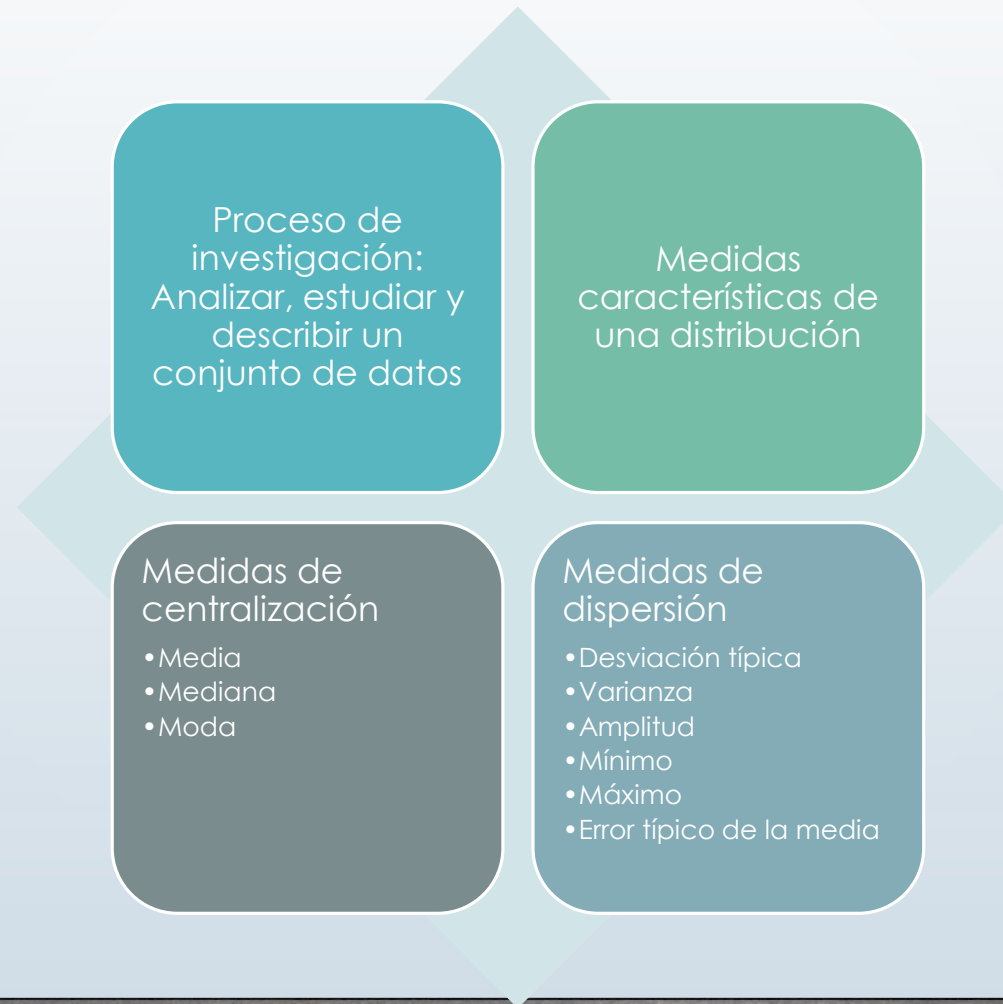 Proceso de
investigación:
Analizar, estudiar y
describir un
conjunto de datos
Medidas
características de
una distribución
Medidas de
centralización
•Media
•Mediana
•Moda
Medidas de
dispersión
•Desviación típica
•Varianza
•Amplitud
•Mínimo
•Máximo
•Error típico de la media